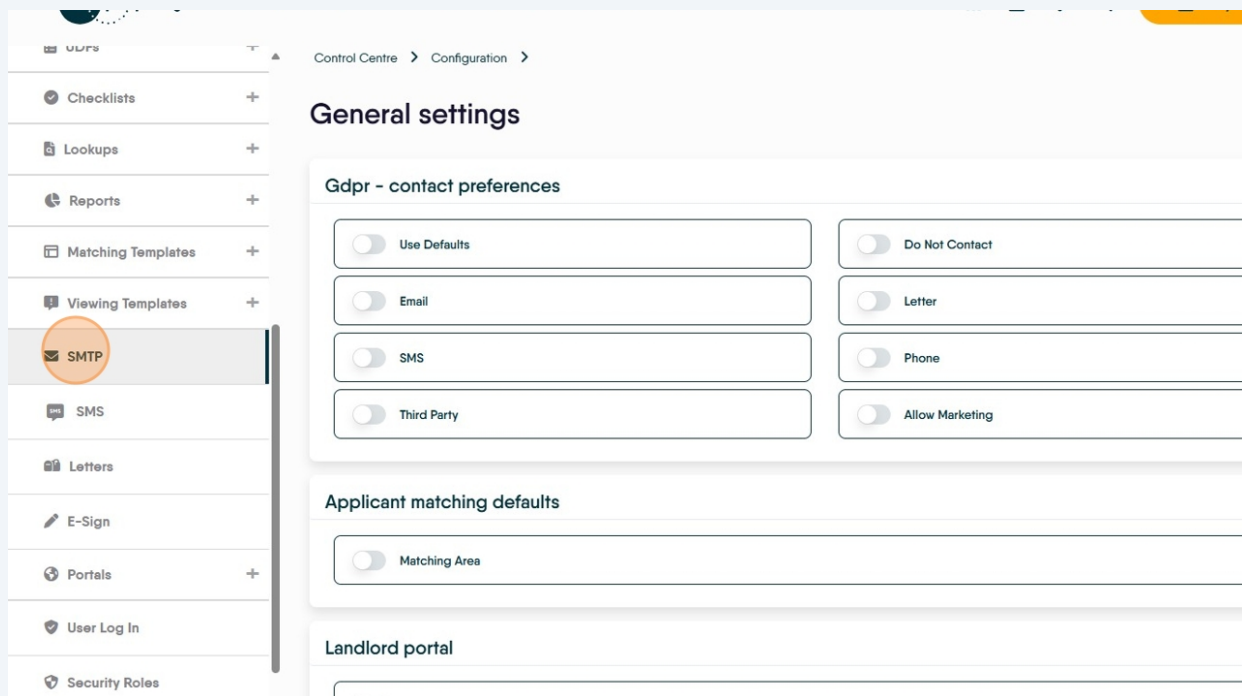 UDFs
Checklists
Lookups
Reports
Matching Templates
Viewing Templates
SMTP
SMS
SMS
Letters
E-Sign
Portals
User Log In
Security Roles
Control Centre
Configuration
General settings
Gdpr - contact preferences
Use Defaults
Do Not Contact
Email
Letter
SMS
Phone
Third Party
Allow Marketing
Applicant matching defaults
Matching Area
Landlord portal